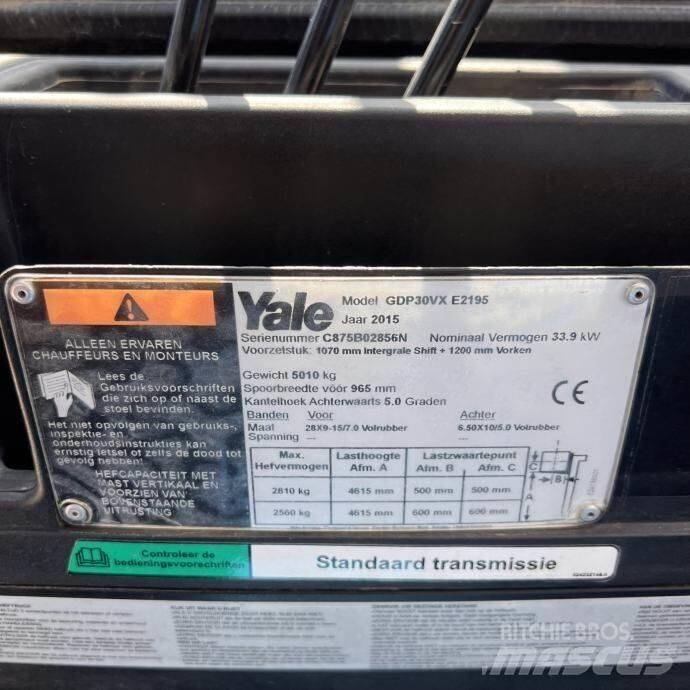 Yale
Model GDP30VX E2195
Jaar 2015
Serienummer C875B02856N Nominaal Vermogen 33.9 kW
Voorzetstuk: 1070 mm Intergrale Shift + 1200 mm Vorken
Gewicht 5010 kg
Spoorbreedte vóór 965 mm
Kantelhoek Achterwaarts 5.0 Graden
Banden Voor Achter
Maat 28X9-15/7.0 Volrubber 6.50X10/5.0 Volrubber
Spanning --- ---
Max. Hefvermogen Lasthoogte Afm. A Lastzwaartepunt Afm. B Afm. C
2810 kg 4615 mm 500 mm 500 mm
2560 kg 4615 mm 600 mm 600 mm
C
B
A
CE
ALLEEN ERVAREN
CHAUFFEURS EN MONTEURS
Lees de
Gebruiksvoorschriften
die zich op of naast de
stoel bevinden.
Het niet opvolgen van gebruiks-,
inspektie- en
onderhoudsinstrukties kan
ernstig letsel of zelfs de dood tot
gevolg hebben!
HEFCAPACITEIT MET
MAST VERTIKAAL EN
VOORZIEN VAN
BOVENSTAANDE
UITRUSTING
Controleer de
bedieningsvoorschriften
Standaard transmissie
RITCHIE BROS.
MASCUS